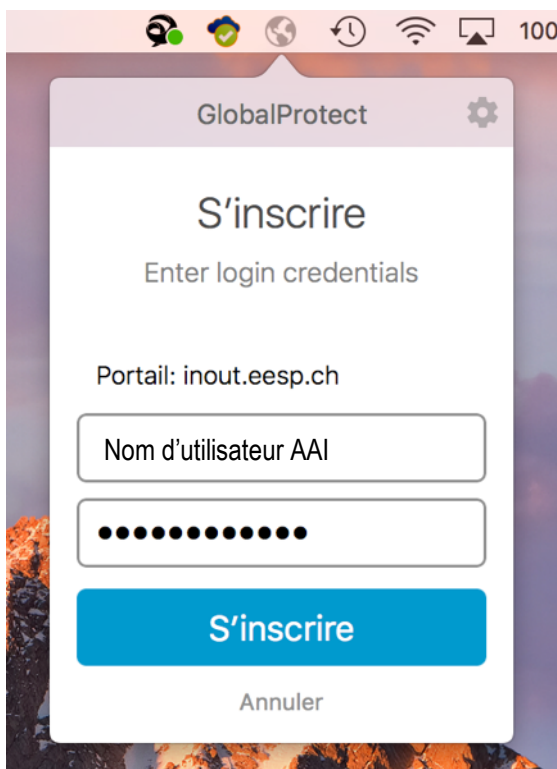 100
GlobalProtect
S'inscrire
Enter login credentials
Portail: inout.eesp.ch
Nom d'utilisateur AAI
●●●●●●●●●●●●
S'inscrire
Annuler